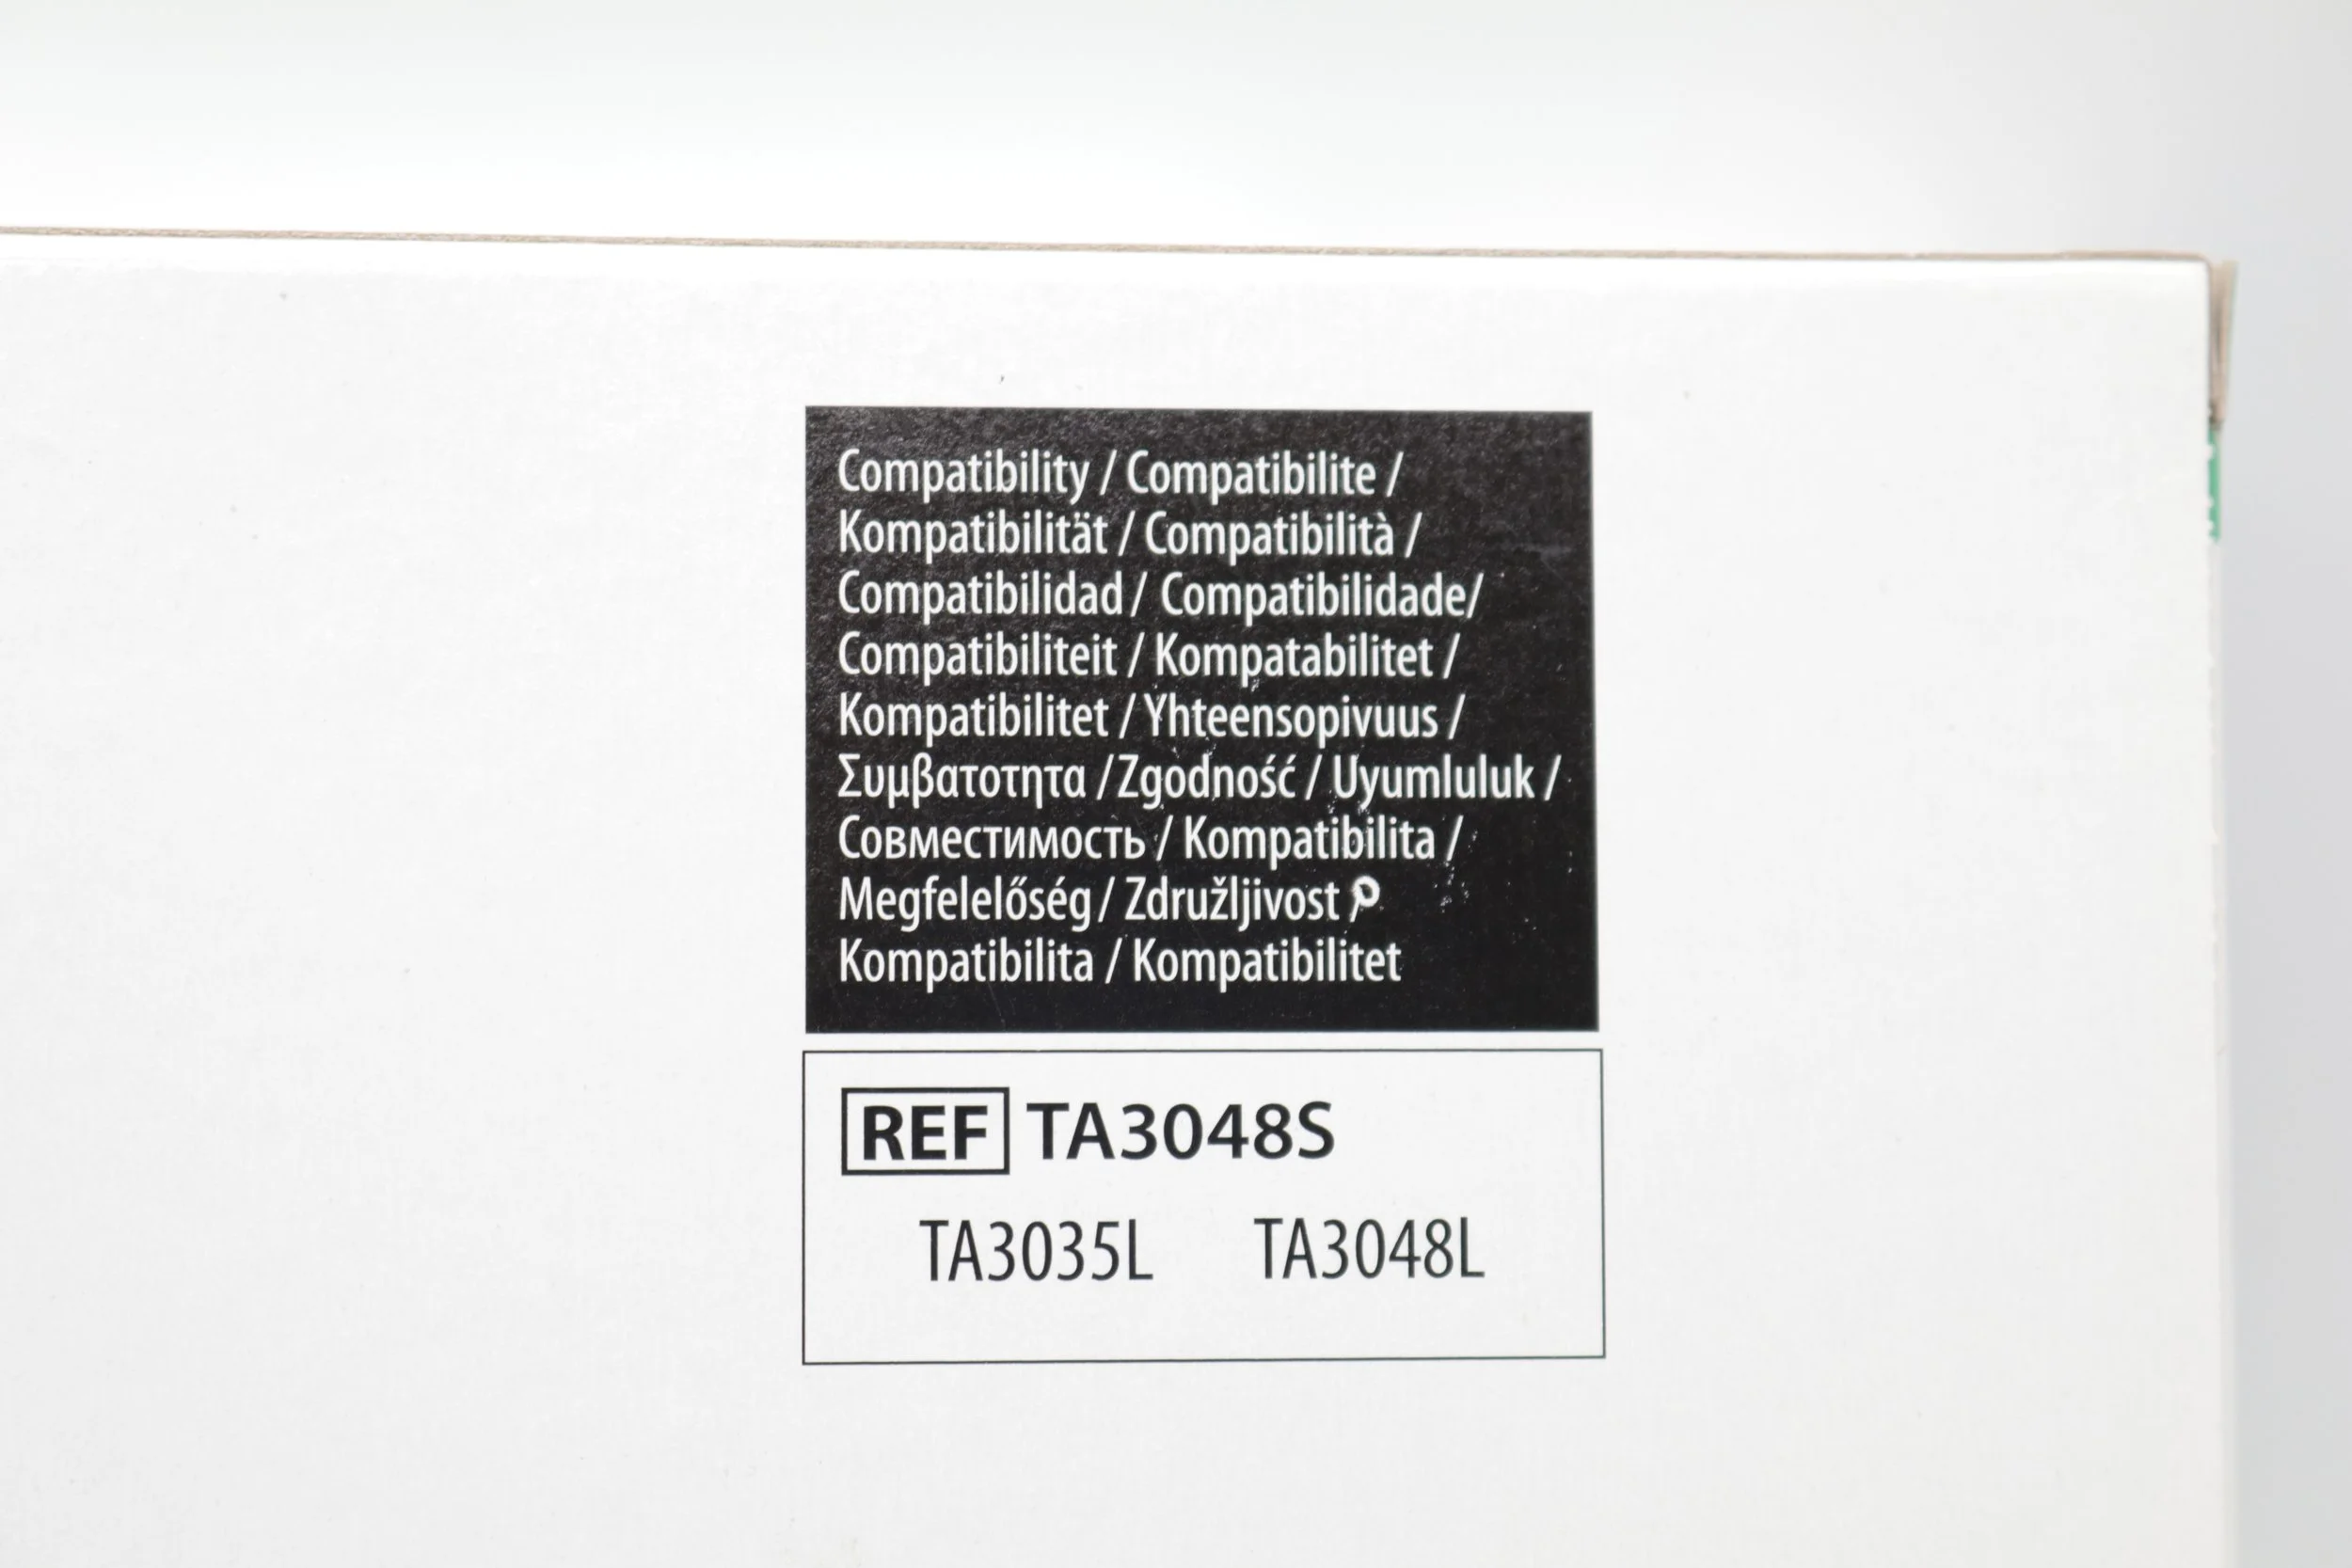 Compatibility / Compatibilite /
Kompatibilität / Compatibilità /
Compatibilidad / Compatibilidade/
Compatibiliteit / Kompatabilitet /
Kompatibilitet / Yhteensopivuus /
Συμβατοτητα / Zgodność / Uyumluluk /
Совместимость / Kompatibilita /
Megfelelőség / Združljivost /
Kompatibilita / Kompatibilitet
REF TA3048S
TA3035L TA3048L